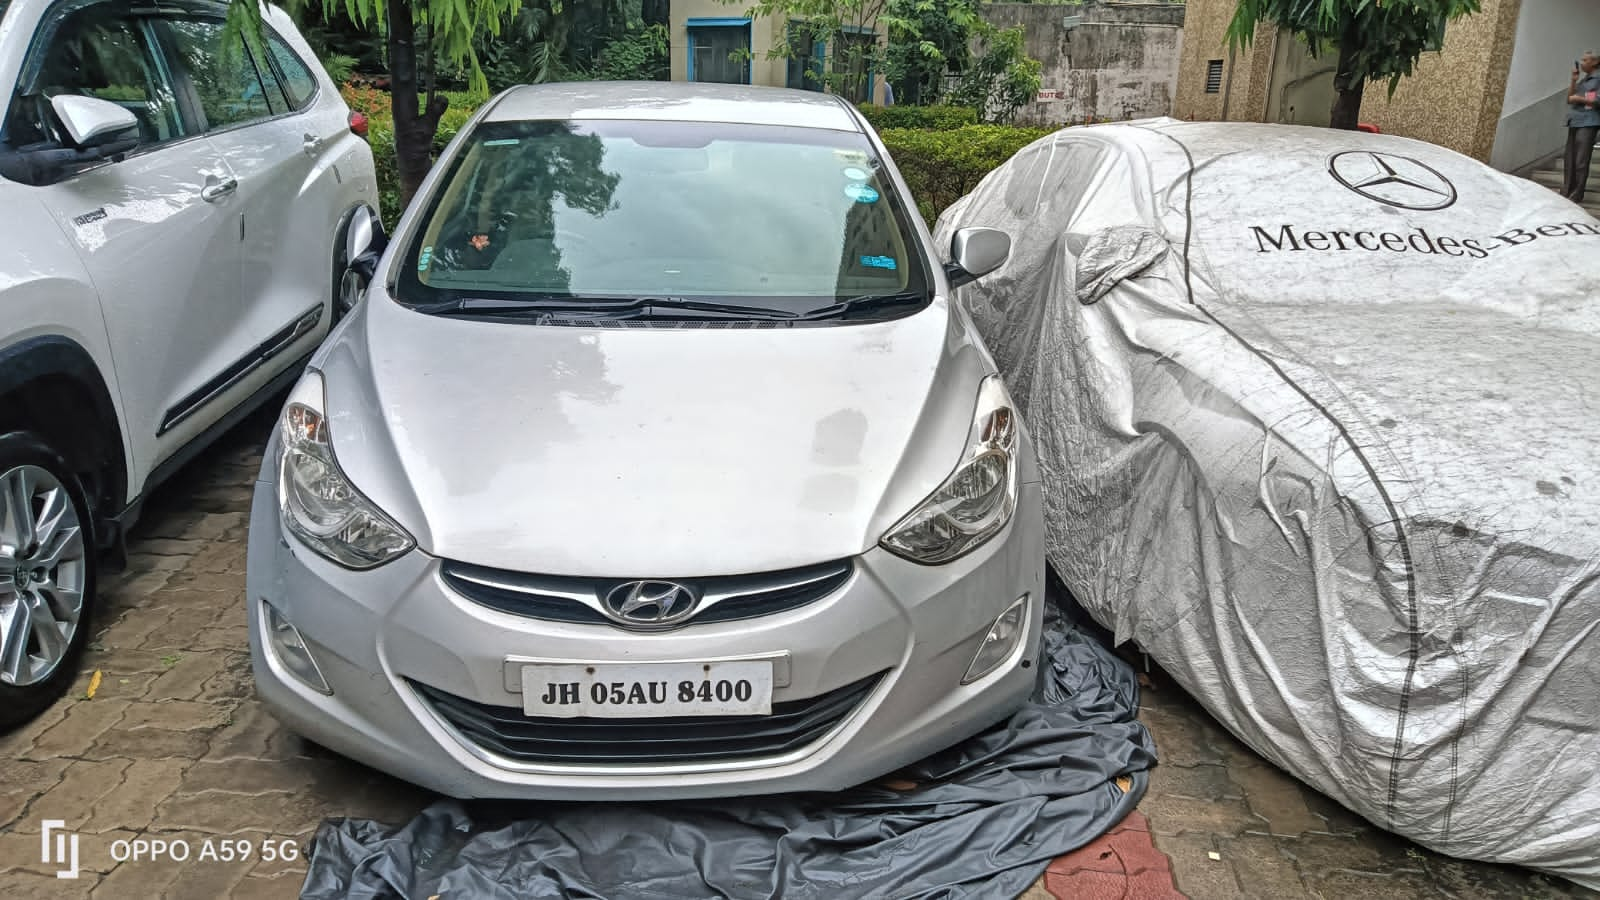 Mercedes-Ben
JH 05AU 8400
OPPO A59 5G